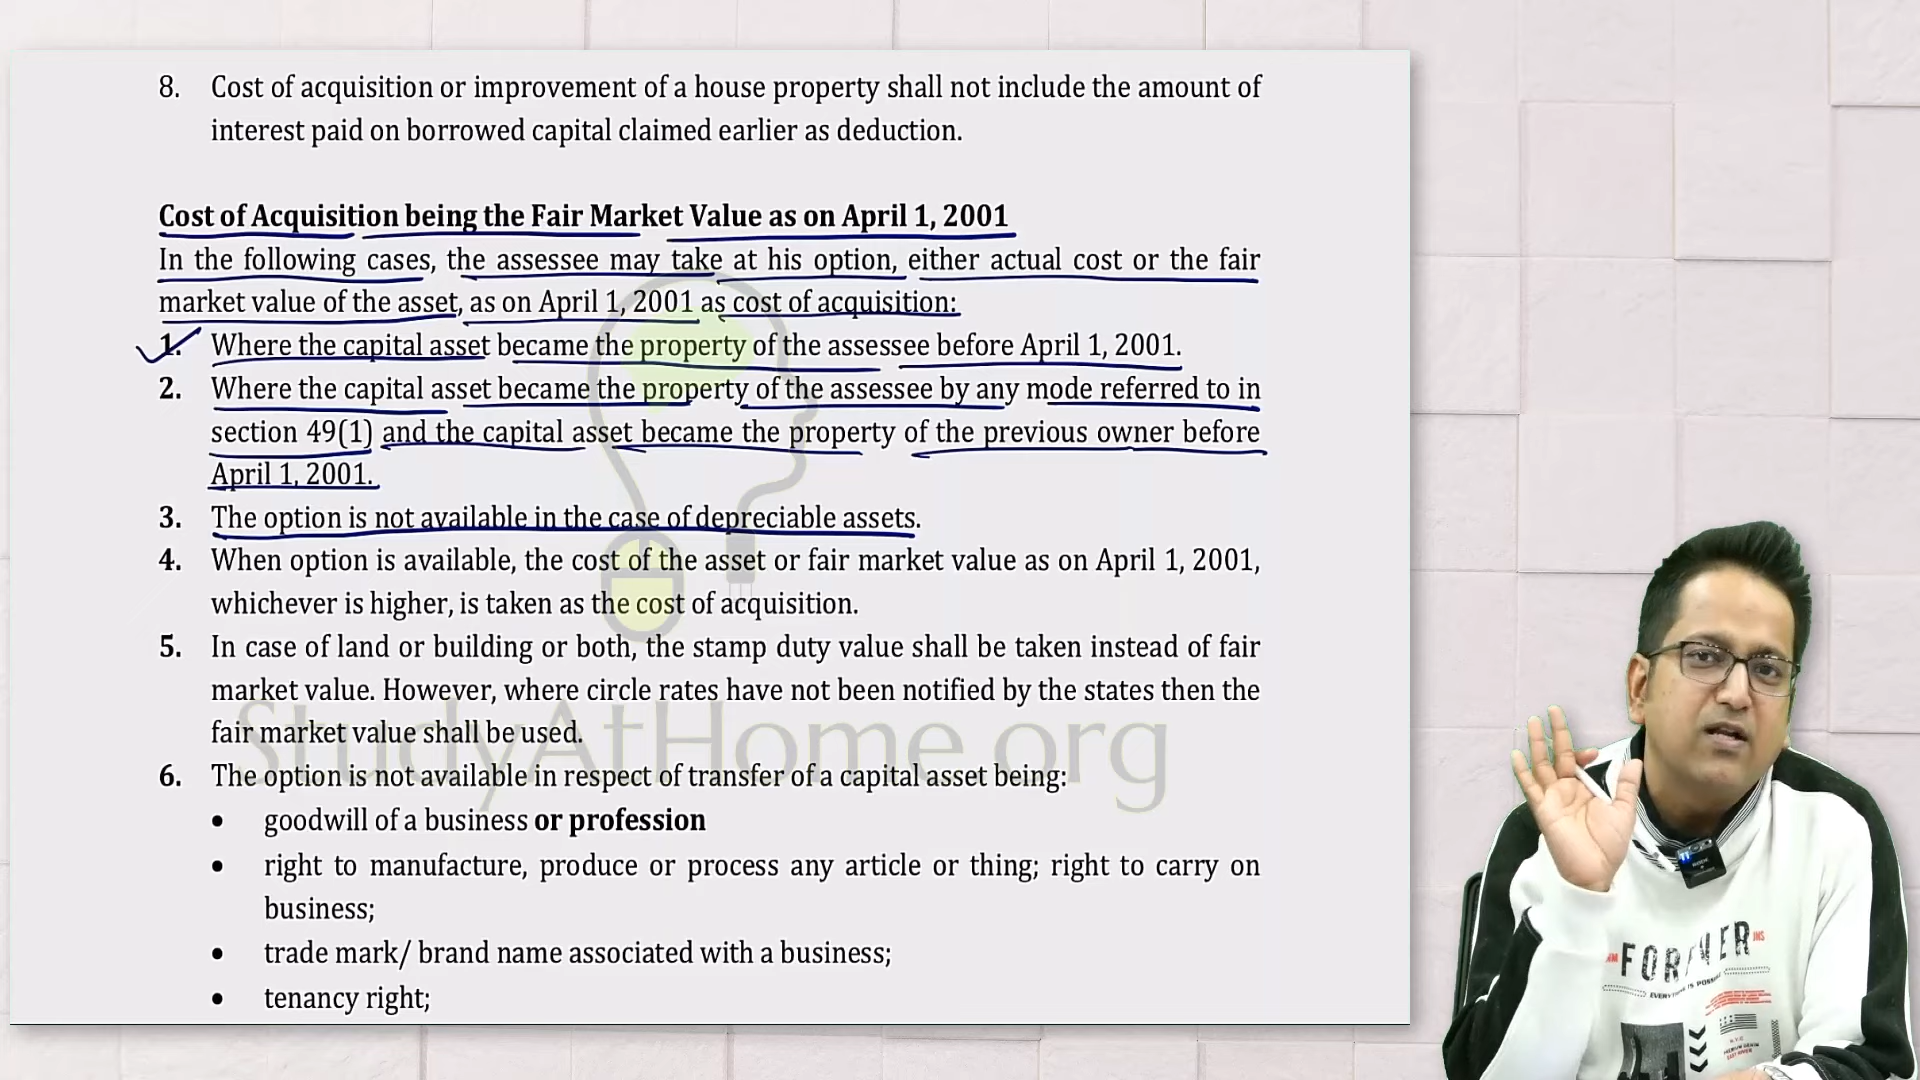 8. Cost of acquisition or improvement of a house property shall not include the amount of
interest paid on borrowed capital claimed earlier as deduction.
Cost of Acquisition being the Fair Market Value as on April 1, 2001
In the following cases, the assessee may take at his option, either actual cost or the fair
market value of the asset, as on April 1, 2001 as cost of acquisition:
1. Where the capital asset became the property of the assessee before April 1, 2001.
2. Where the capital asset became the property of the assessee by any mode referred to in
section 49(1) and the capital asset became the property of the previous owner before
April 1, 2001.
3. The option is not available in the case of depreciable assets.
4. When option is available, the cost of the asset or fair market value as on April 1, 2001,
whichever is higher, is taken as the cost of acquisition.
5. In case of land or building or both, the stamp duty value shall be taken instead of fair
market value. However, where circle rates have not been notified by the states then the
fair market value shall be used.
StudyAtHome.org
6. The option is not available in respect of transfer of a capital asset being:
• goodwill of a business or profession
• right to manufacture, produce or process any article or thing; right to carry on
business;
• trade mark/ brand name associated with a business;
• tenancy right;
FOREVER